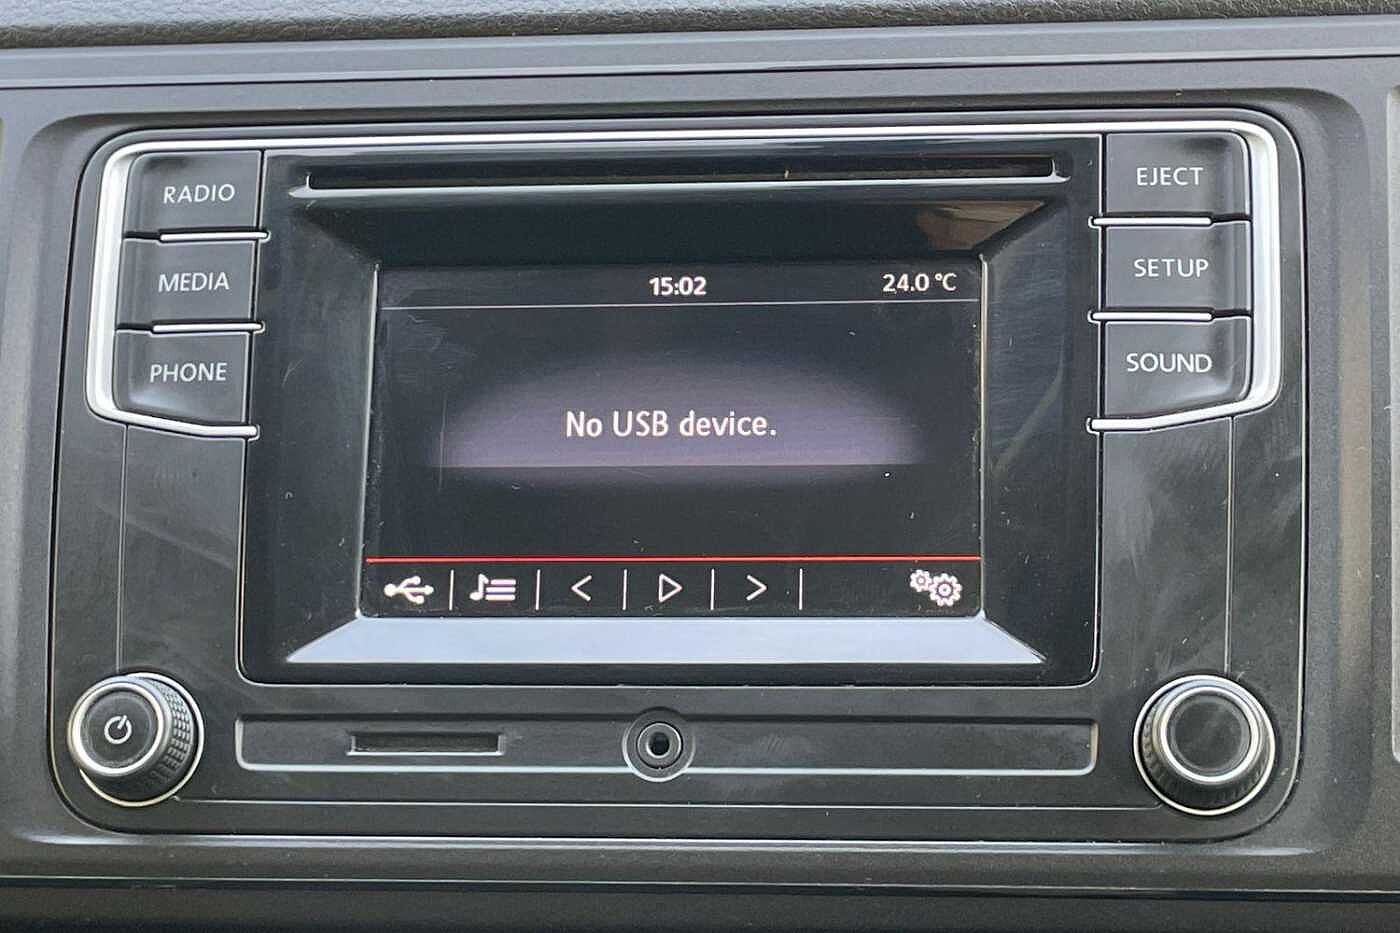 RADIO
EJECT
MEDIA
SETUP
PHONE
SOUND
15:02
24.0 °C
No USB device.